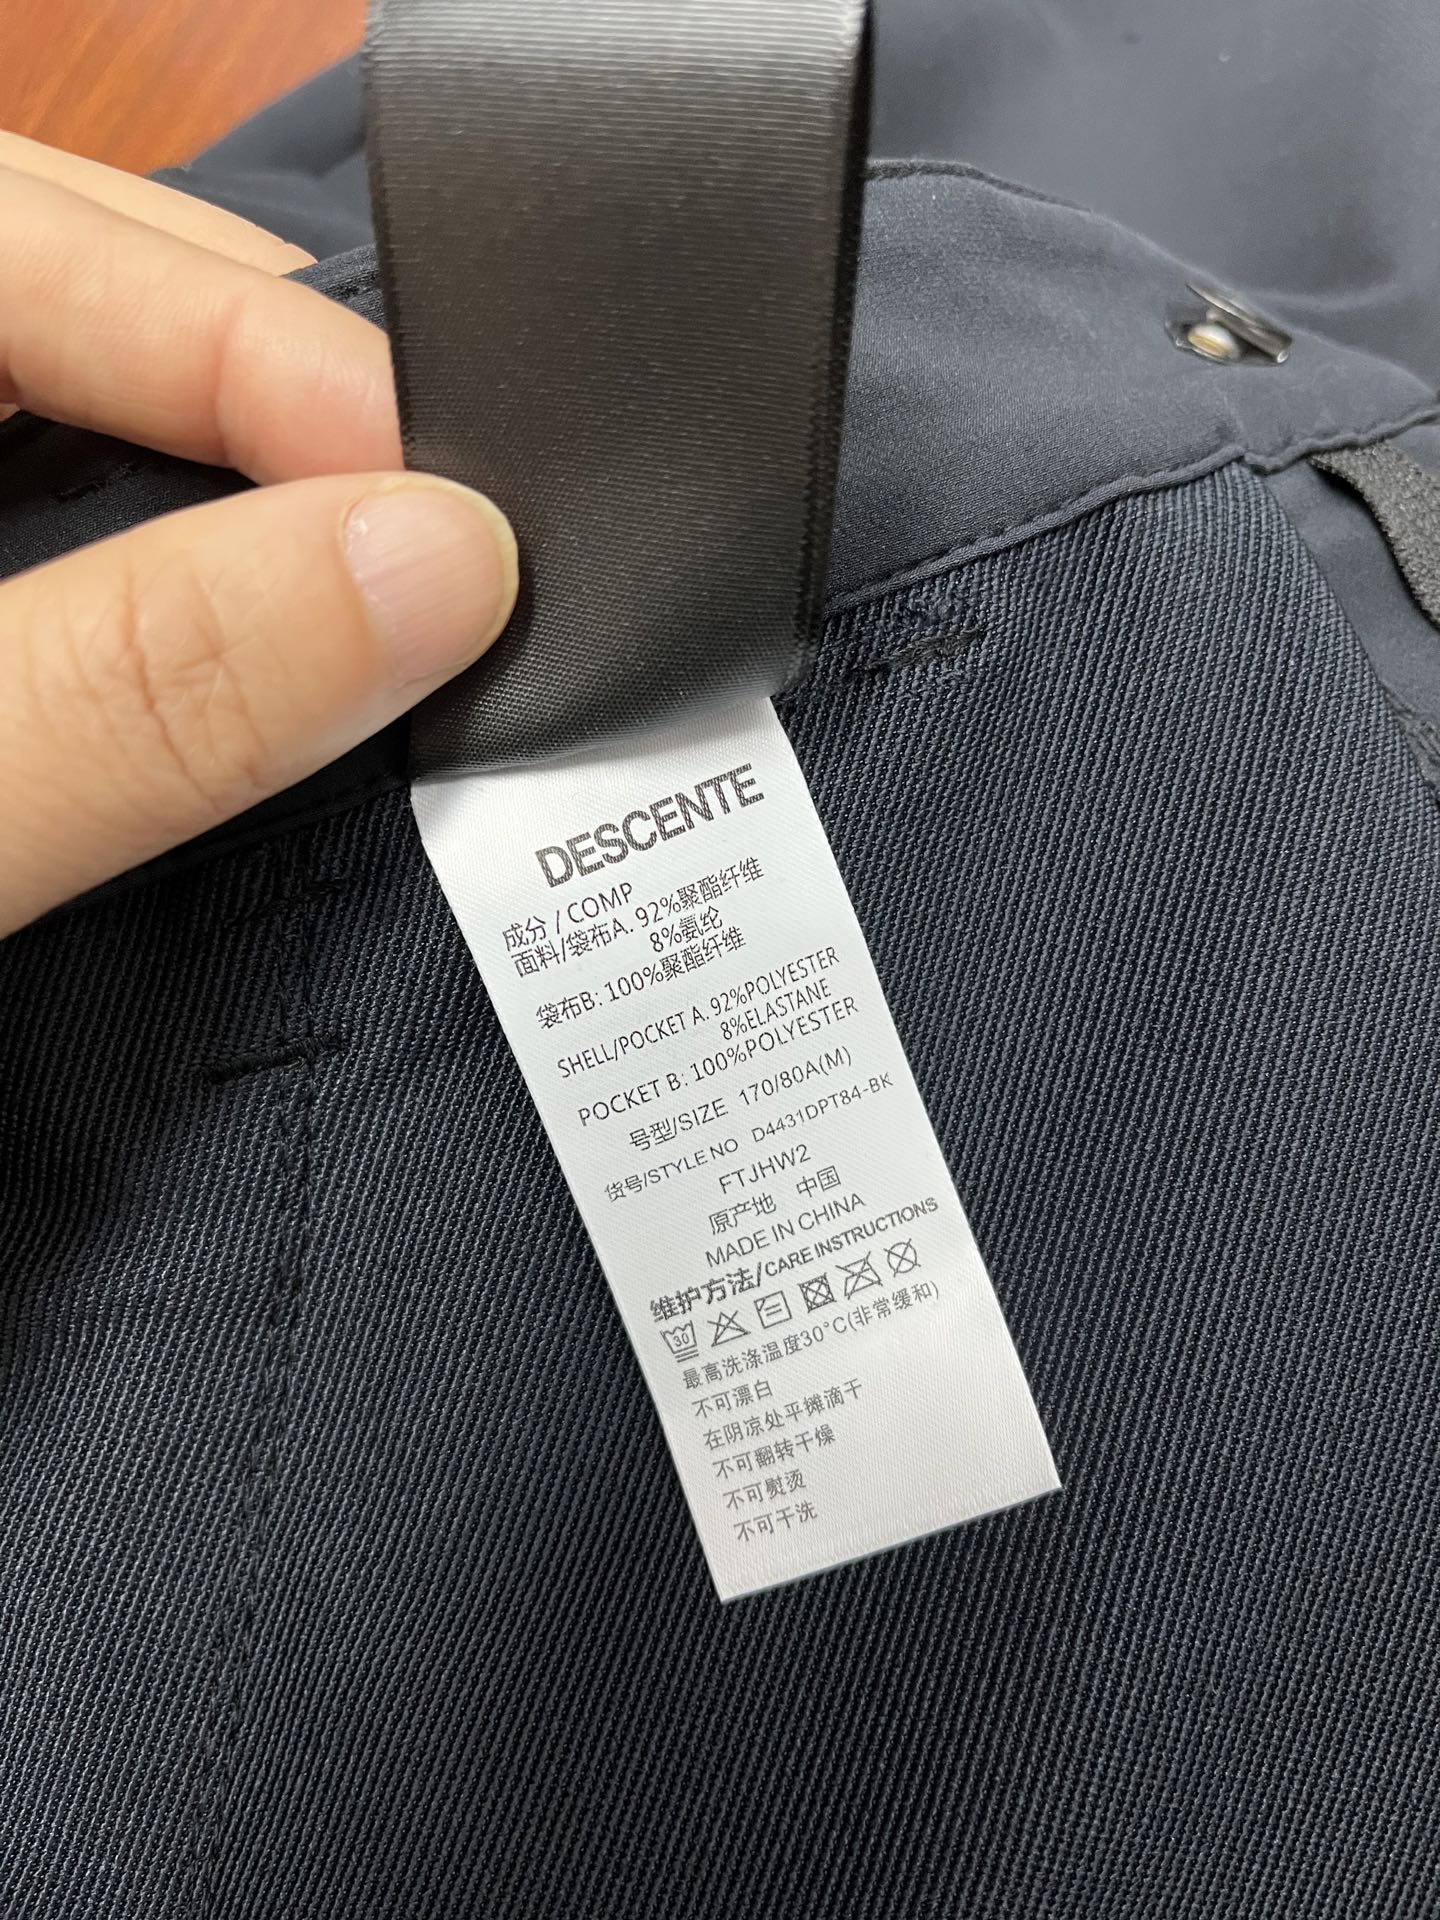 DESCENTE
成分 / COMP
面料/袋布A. 92%聚酯纤维
8%氨纶
袋布B: 100%聚酯纤维
SHELL/POCKET A. 92%POLYESTER
8%ELASTANE
POCKET B: 100%POLYESTER
号型/SIZE 170/80A(M)
货号/STYLE NO D4431DPT84-BK
FTJHW2
原产地 中国
MADE IN CHINA
维护方法/CARE INSTRUCTIONS
30
最高洗涤温度30°C(非常缓和)
不可漂白
在阴凉处平摊滴干
不可翻转干燥
不可熨烫
不可干洗